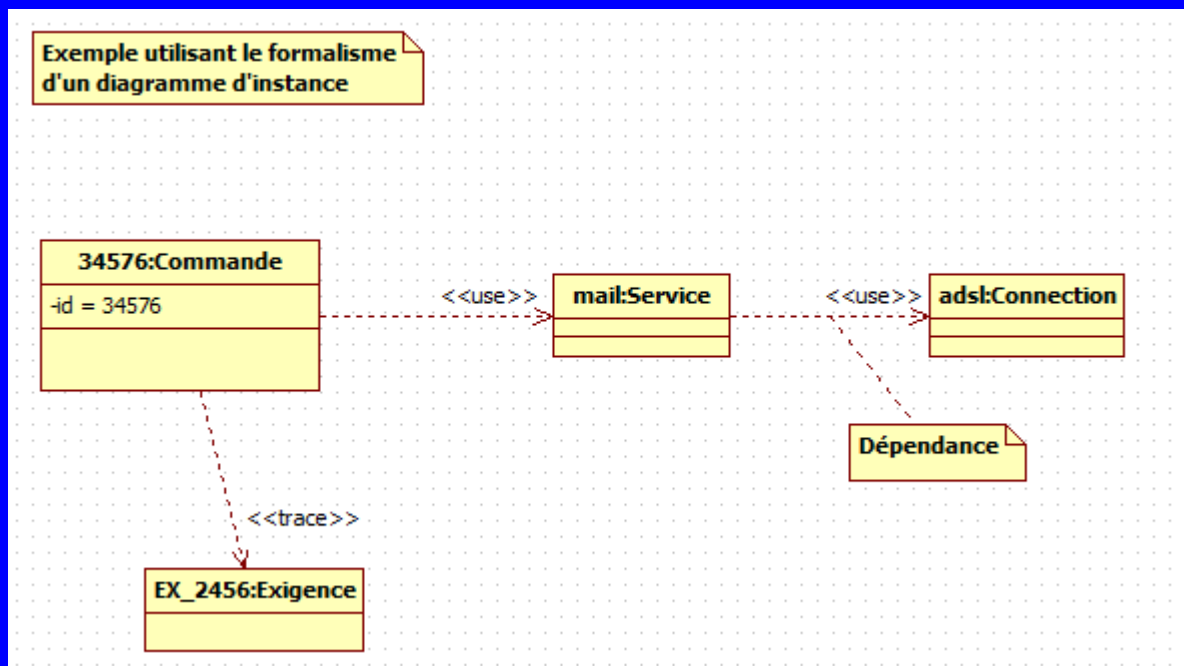 Exemple utilisant le formalisme
d'un diagramme d'instance
34576:Commande
-id = 34576
<<use>>
mail:Service
<<use>>
adsl:Connection
Dépendance
<<trace>>
EX_2456:Exigence